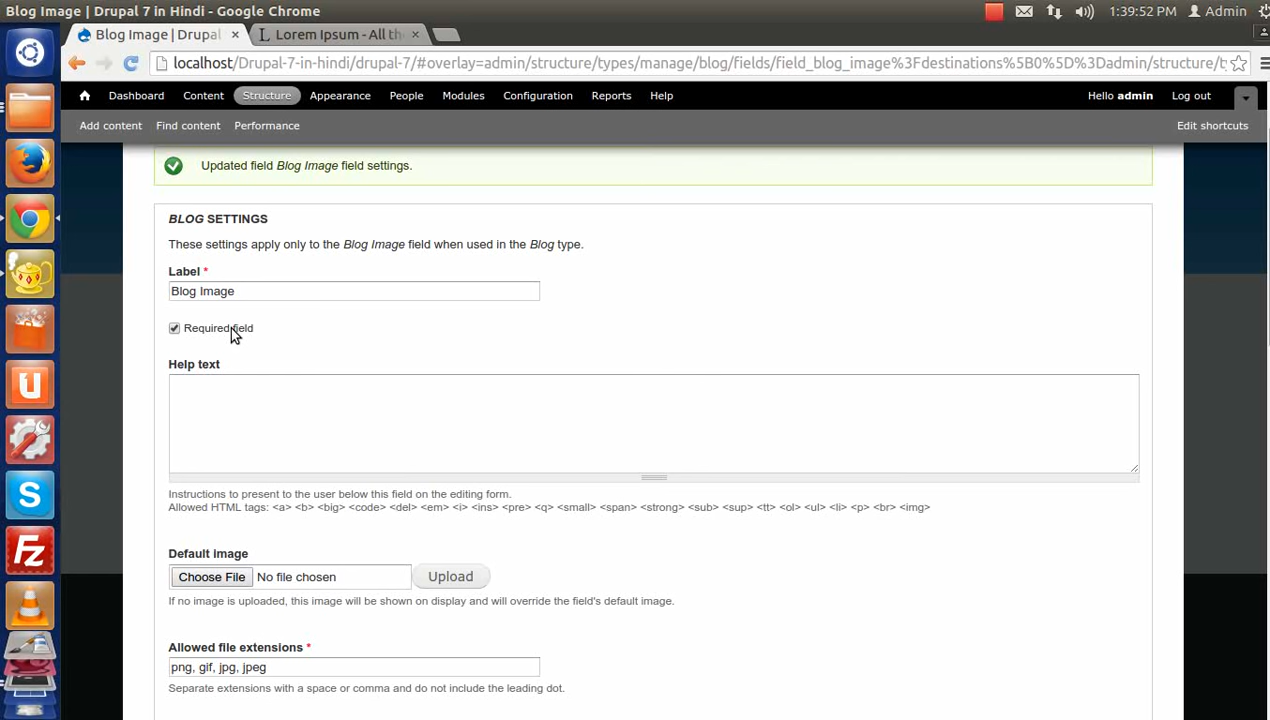 Blog Image | Drupal 7 in Hindi - Google Chrome
1:39:52 PM Admin
Blog Image | Drupal × Lorem Ipsum - All the ×
localhost/Drupal-7-in-hindi/drupal-7/#overlay=admin/structure/types/manage/blog/fields/field_blog_image%3Fdestinations%5B0%5D%3Dadmin/structure/ty
Dashboard Content Structure Appearance People Modules Configuration Reports Help Hello admin Log out
Add content Find content Performance Edit shortcuts
Updated field Blog Image field settings.
BLOG SETTINGS
These settings apply only to the Blog Image field when used in the Blog type.
Label *
Blog Image
Required field
Help text
Instructions to present to the user below this field on the editing form.
Allowed HTML tags: <a> <b> <big> <code> <del> <em> <i> <ins> <pre> <q> <small> <span> <strong> <sub> <sup> <tt> <ol> <ul> <li> <p> <br> <img>
Default image
Choose File No file chosen Upload
If no image is uploaded, this image will be shown on display and will override the field's default image.
Allowed file extensions *
png, gif, jpg, jpeg
Separate extensions with a space or comma and do not include the leading dot.